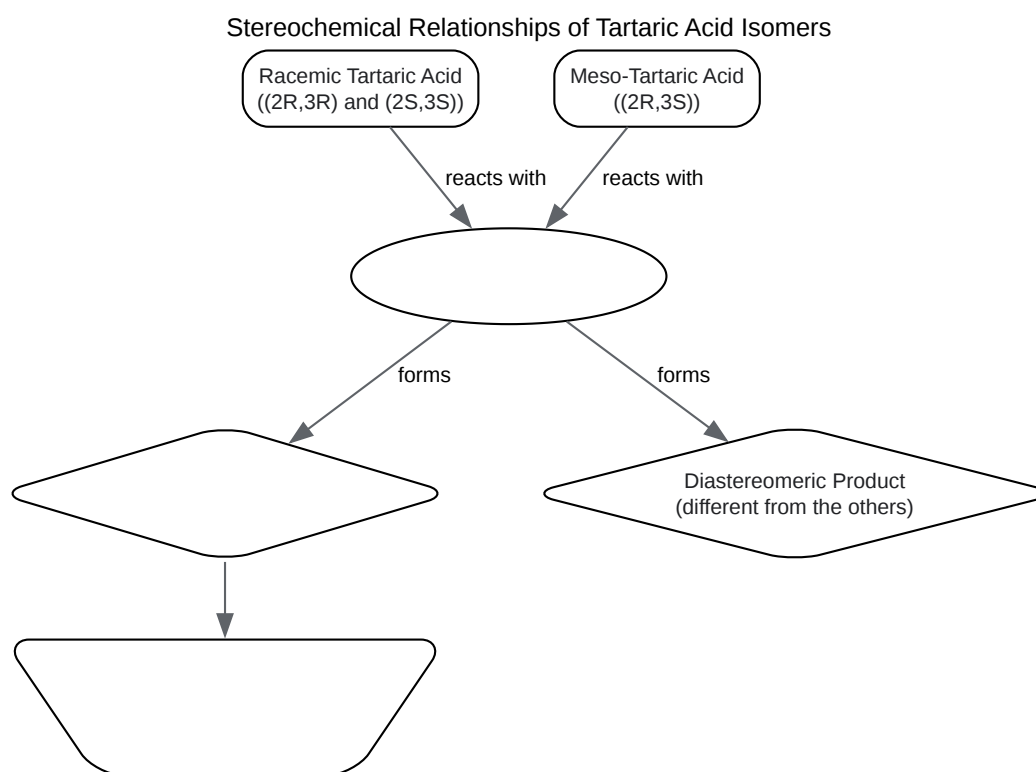 Stereochemical Relationships of Tartaric Acid Isomers
Racemic Tartaric Acid
((2R,3R) and (2S,3S))
Meso-Tartaric Acid
((2R,3S))
reacts with
reacts with
forms
forms
Diastereomeric Product
(different from the others)